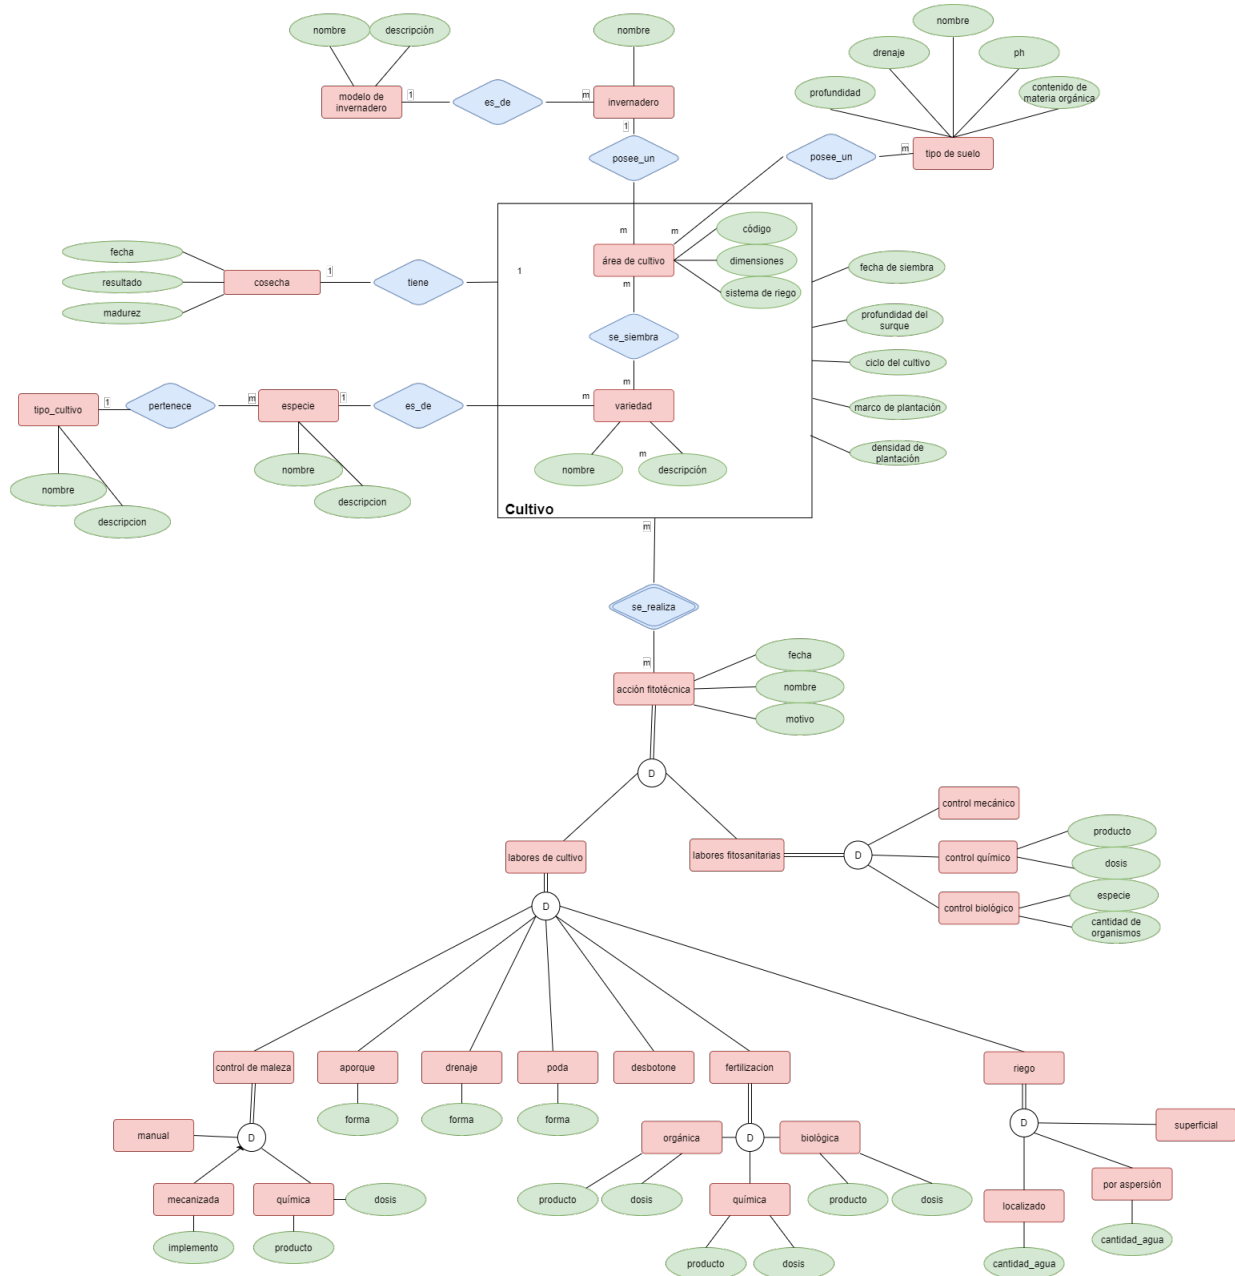 nombre
descripción
nombre
nombre
drenaje
ph
profundidad
contenido de
materia orgánica
modelo de
invernadero
1
es_de
m
invernadero
1
posee_un
posee_un
m
tipo de suelo
m
m
código
área de cultivo
dimensiones
sistema de riego
m
fecha
resultado
madurez
cosecha
1
tiene
1
fecha de siembra
profundidad del
surque
ciclo del cultivo
marco de plantación
densidad de
plantación
se_siembra
m
tipo_cultivo
1
pertenece
m
especie
1
es_de
m
variedad
nombre
descripcion
nombre
descripcion
nombre
m
descripción
Cultivo
m
se_realiza
m
acción fitotécnica
fecha
nombre
motivo
D
labores de cultivo
labores fitosanitarias
D
control mecánico
control químico
control biológico
producto
dosis
especie
cantidad de
organismos
D
control de maleza
aporque
drenaje
poda
desbotone
fertilizacion
riego
forma
forma
forma
manual
D
mecanizada
química
dosis
implemento
producto
orgánica
D
biológica
producto
dosis
química
producto
dosis
producto
dosis
D
superficial
localizado
por aspersión
cantidad_agua
cantidad_agua